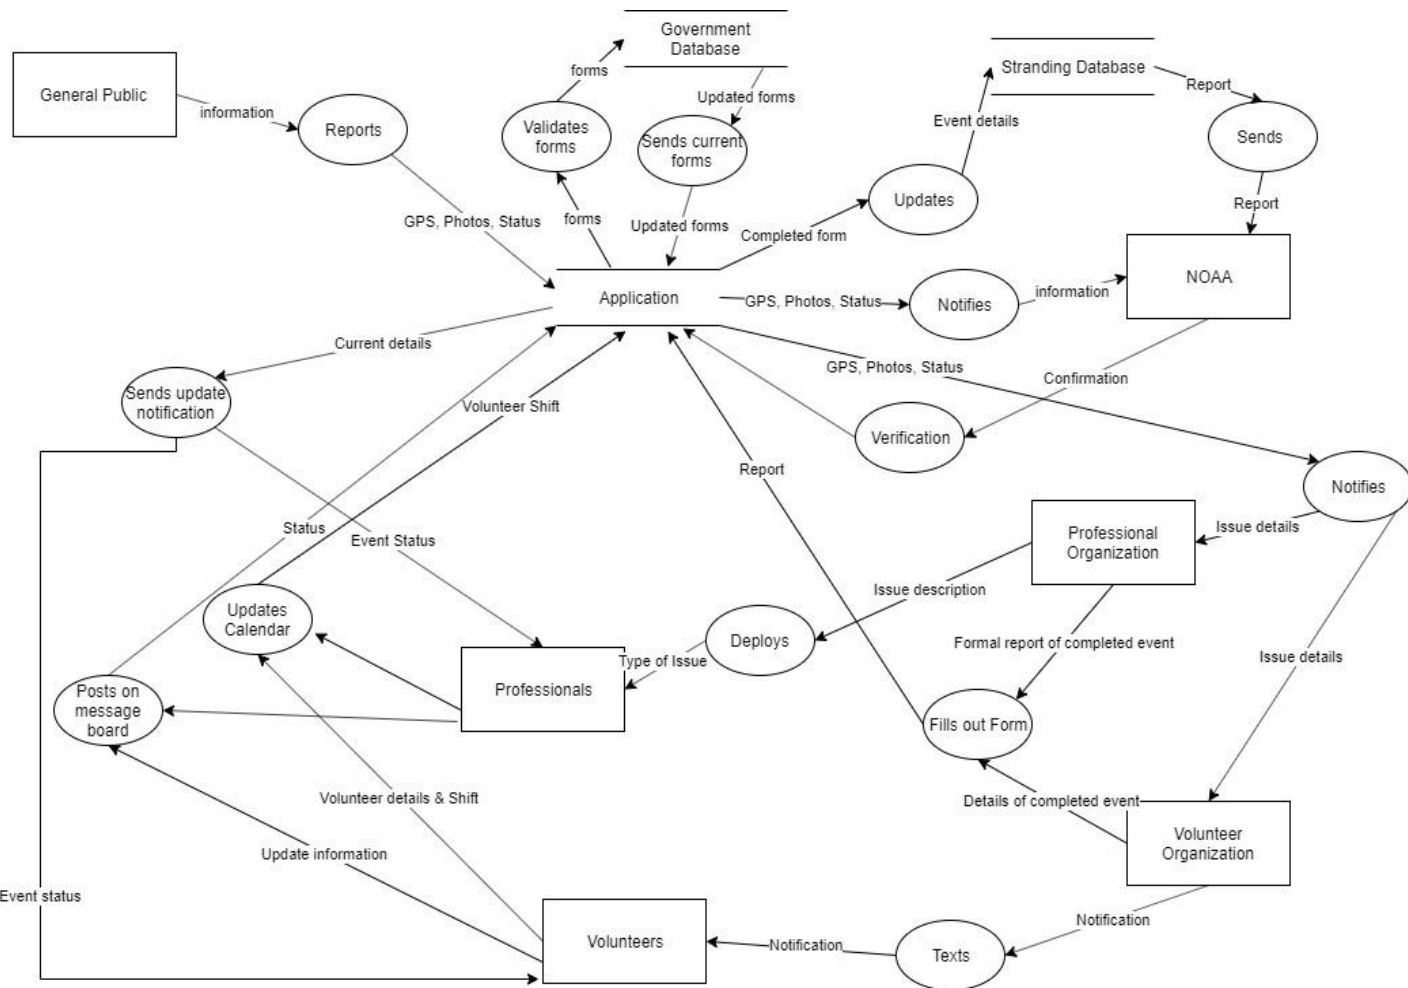 Government
Database
General Public
information
Reports
forms
Validates
forms
Updated forms
Sends current
forms
Stranding Database
Report
Event details
Sends
Updates
Report
GPS, Photos, Status
forms
Updated forms
Completed form
NOAA
Application
GPS, Photos, Status
Notifies
information
Current details
GPS, Photos, Status
Confirmation
Sends update
notification
Volunteer Shift
Verification
Report
Notifies
Status
Event Status
Professional
Organization
Issue details
Issue description
Updates
Calendar
Deploys
Formal report of completed event
Issue details
Type of Issue
Professionals
Posts on
message
board
Fills out Form
Volunteer details & Shift
Details of completed event
Volunteer
Organization
Update information
Event status
Notification
Volunteers
Notification
Texts